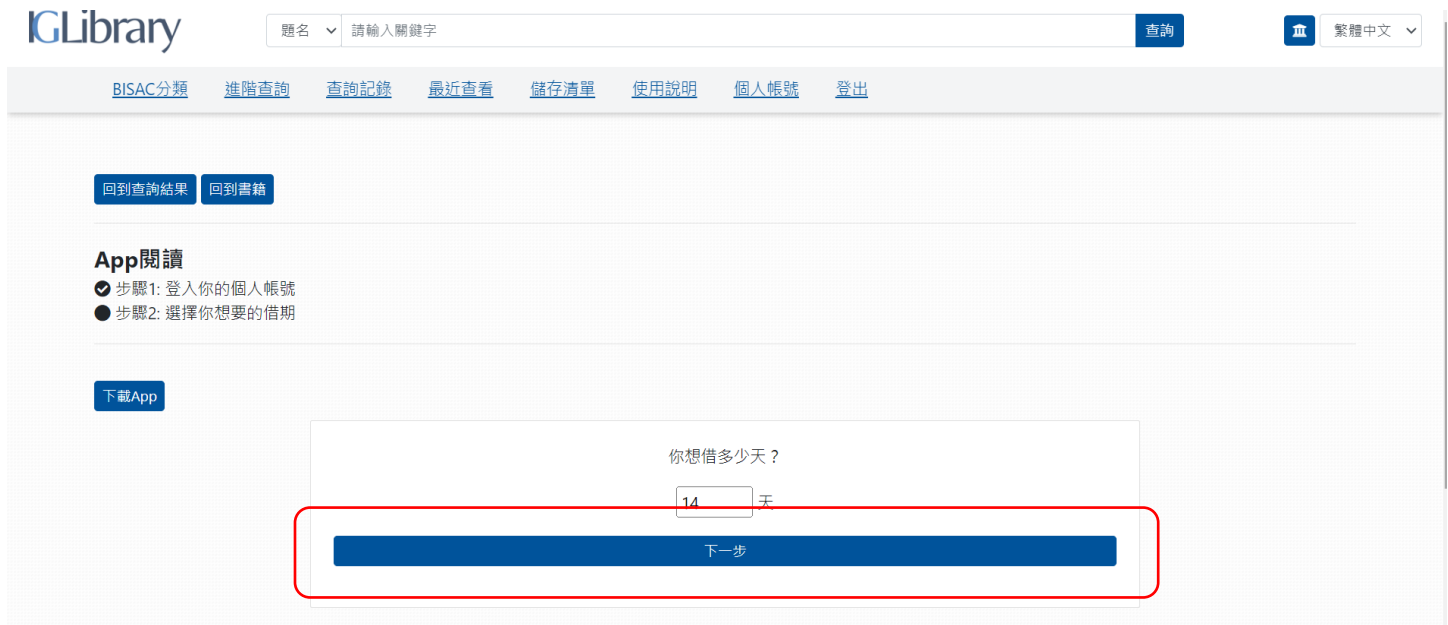 iGLibrary
題名 請輸入關鍵字 查詢 繁體中文
BISAC分類 進階查詢 查詢記錄 最近查看 儲存清單 使用說明 個人帳號 登出
回到查詢結果 回到書籍
App閱讀
步驟1: 登入你的個人帳號
步驟2: 選擇你想要的借期
下載App
你想借多少天？
14 天
下一步